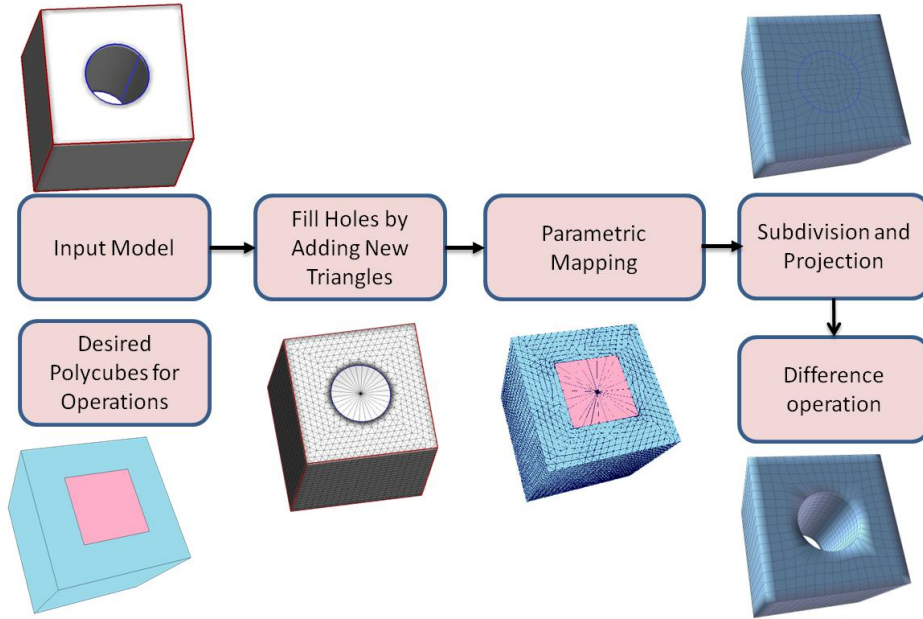 Input Model
Fill Holes by
Adding New
Triangles
Parametric
Mapping
Subdivision and
Projection
Desired
Polycubes for
Operations
Difference
operation